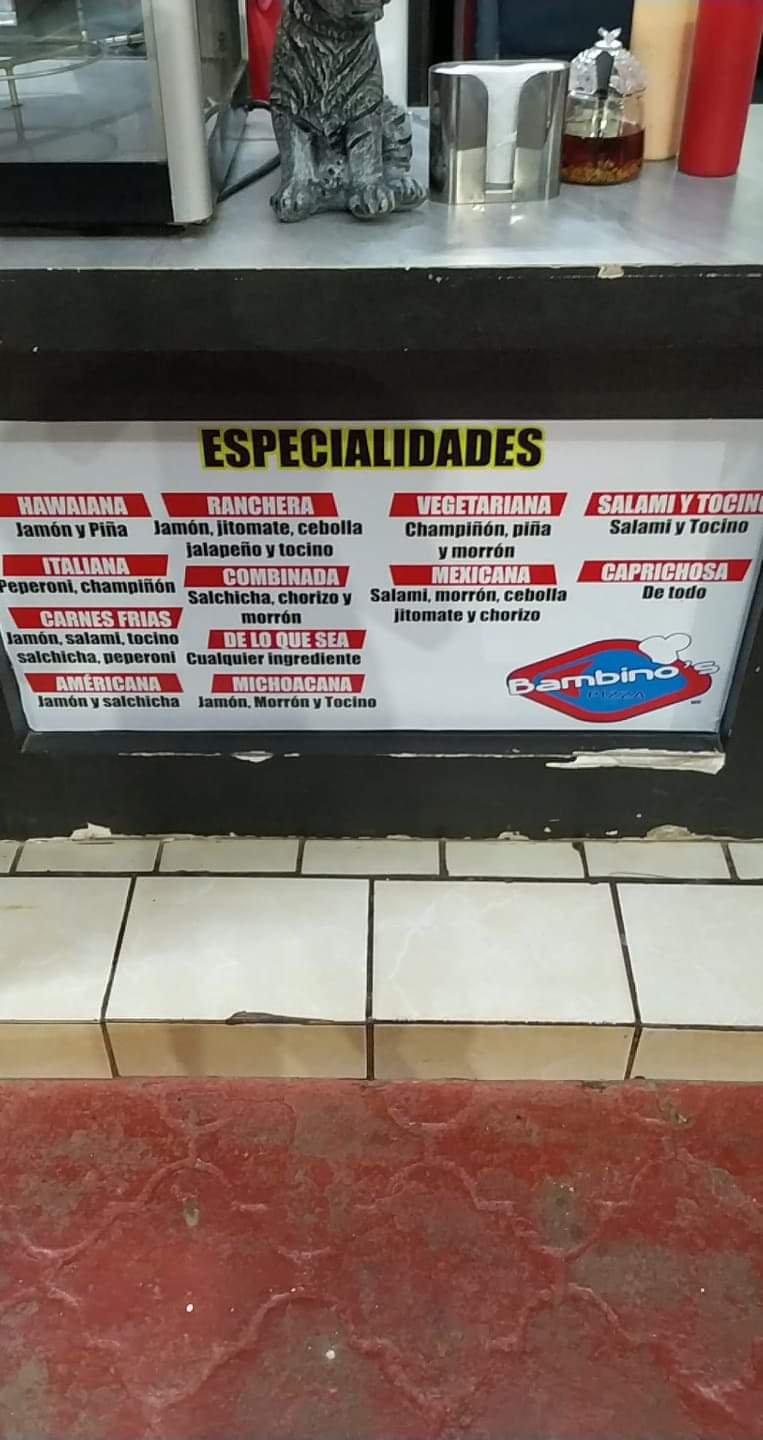 ESPECIALIDADES
HAWAIANA
Jamón y Piña
ITALIANA
Peperoni, champiñón
CARNES FRIAS
Jamón, salami, tocino
salchicha, peperoni
AMÉRICANA
Jamón y salchicha
RANCHERA
Jamón, jitomate, cebolla
jalapeño y tocino
COMBINADA
Salchicha, chorizo y
morrón
DE LO QUE SEA
Cualquier ingrediente
MICHOACANA
Jamón, Morrón y Tocino
VEGETARIANA
Champiñón, piña
y morrón
MEXICANA
Salami, morrón, cebolla
jitomate y chorizo
SALAMI Y TOCINO
Salami y Tocino
CAPRICHOSA
De todo
Bambino's
PIZZA